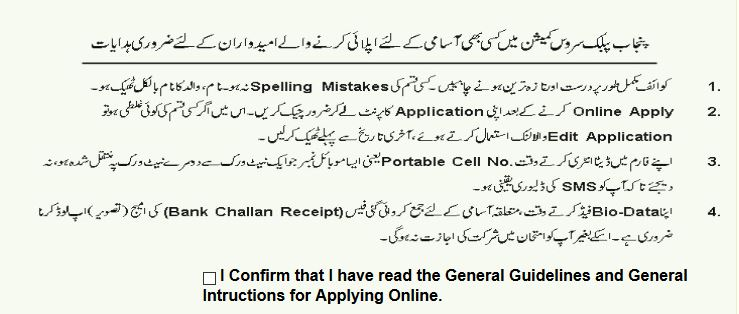 پنجاب پبلک سروس کمیشن میں کسی بھی آسامی کے لئے اپلائی کرنے والے امیدواران کے لئے ضروری ہدایات
1. کوائف مکمل طور پر درست اور تازہ ترین ہونے چاہییں۔ کسی قسم کی Spelling Mistakes نہ ہو۔ نام، والد کا نام بالکل ٹھیک ہو۔
2. Online Apply کرنے کے بعد اپنی Application کا پرنٹ لے کر ضرور چیک کریں۔ اس میں اگر کسی قسم کی کوئی غلطی ہو تو
Edit Application والا لنک استعمال کرتے ہوئے، آخری تاریخ سے پہلے ٹھیک کر لیں۔
3. اپنے فارم میں ڈیٹا انٹری کرتے وقت Portable Cell No. یعنی ایسا موبائل نمبر جو ایک نیٹ ورک سے دوسرے نیٹ ورک پہ منتقل شدہ ہو، نہ
دیجئے تاکہ آپ کو SMS کی ڈلیوری یقینی ہو۔
4. اپنا Bio-Data فیڈ کرتے وقت، متعلقہ آسامی کے لئے جمع کروائی گئی فیس (Bank Challan Receipt) کی امیج (تصویر) اپ لوڈ کرنا
ضروری ہے۔ اسکے بغیر آپ کو امتحان میں شرکت کی اجازت نہ ہو گی۔
I Confirm that I have read the General Guidelines and General
Intructions for Applying Online.